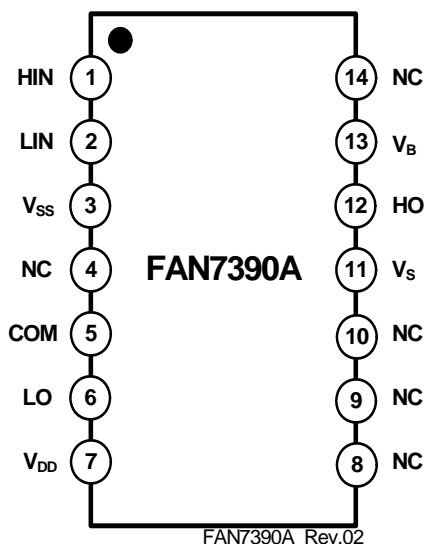 HIN 1 14 NC
LIN 2 13 VB
VSS 3 12 HO
NC 4 FAN7390A 11 VS
COM 5 10 NC
LO 6 9 NC
VDD 7 8 NC
FAN7390A Rev.02